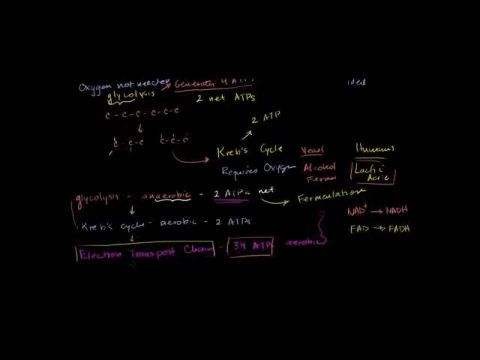 Oxygen not needed Generates 4 ATP
glycolysis
2 net ATPs
C - C - C - C - C - C
2 ATP
C-C-C C-C-C
Kreb's Cycle Yeast Humans
Requires Oxygen Alcohol Lactic
Ferm Acid
glycolysis - anaerobic - 2 ATPs net
Fermentation
NAD+ → NADH
Kreb's cycle - aerobic - 2 ATPs
FAD → FADH
Electron Transport Chain - 34 ATP aerobic